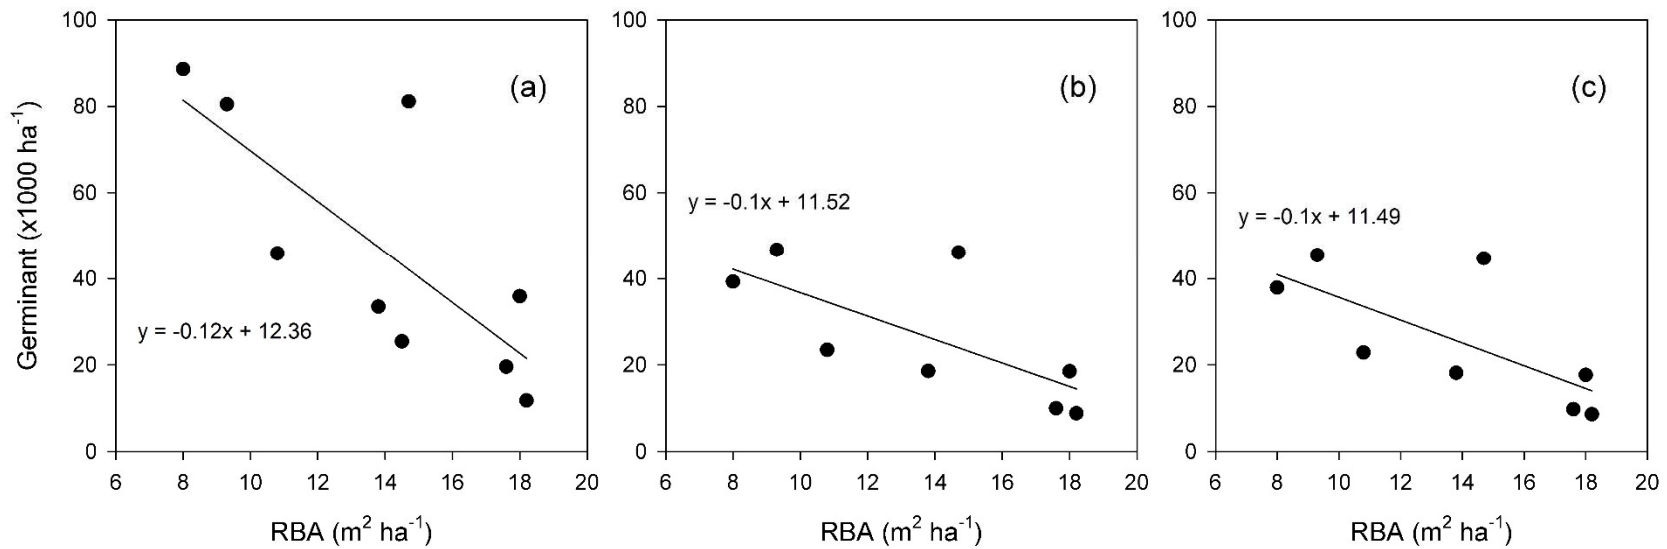 Germinant (x1000 ha⁻¹)
100
80
60
40
20
0
(a)
y = -0.12x + 12.36
6 8 10 12 14 16 18 20
RBA (m² ha⁻¹)
100
80
60
40
20
0
(b)
y = -0.1x + 11.52
6 8 10 12 14 16 18 20
RBA (m² ha⁻¹)
100
80
60
40
20
0
(c)
y = -0.1x + 11.49
6 8 10 12 14 16 18 20
RBA (m² ha⁻¹)